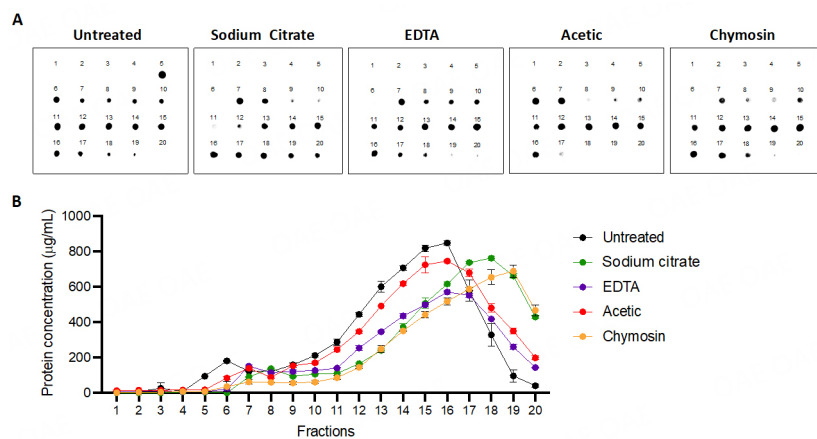 A
Untreated Sodium Citrate EDTA Acetic Chymosin
1 2 3 4 5 1 2 3 4 5 1 2 3 4 5 1 2 3 4 5 1 2 3 4 5
6 7 8 9 10 6 7 8 9 10 6 7 8 9 10 6 7 8 9 10 6 7 8 9 10
11 12 13 14 15 11 12 13 14 15 11 12 13 14 15 11 12 13 14 15 11 12 13 14 15
16 17 18 19 20 16 17 18 19 20 16 17 18 19 20 16 17 18 19 20 16 17 18 19 20
B
Protein concentration (µg/mL)
1000
800
600
400
200
0
1 2 3 4 5 6 7 8 9 10 11 12 13 14 15 16 17 18 19 20
Fractions
Untreated
Sodium citrate
EDTA
Acetic
Chymosin